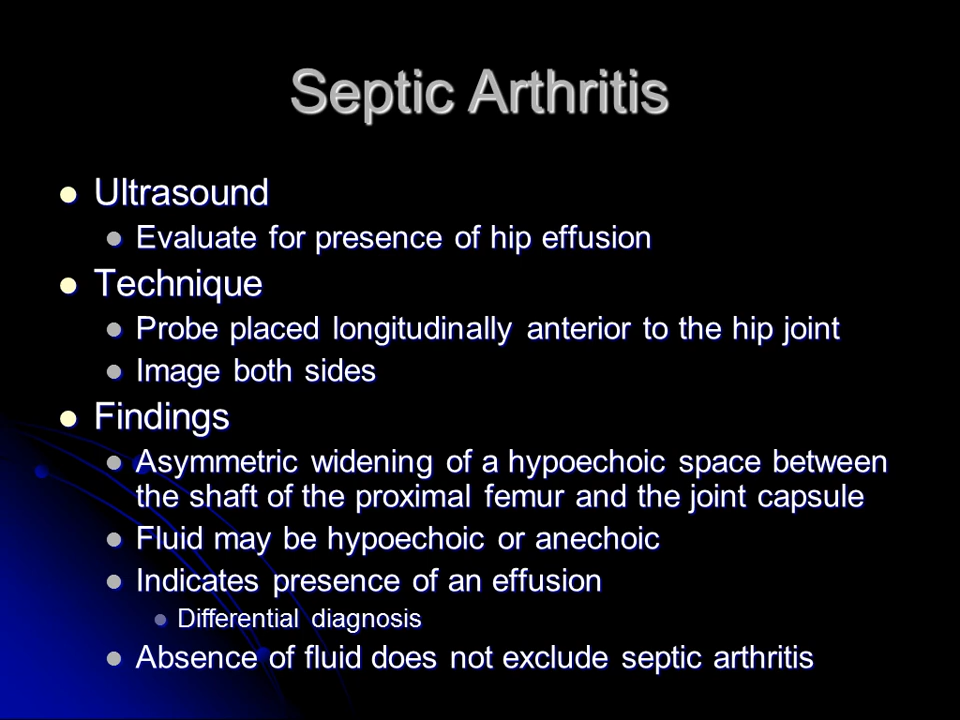 Septic Arthritis
Ultrasound
Evaluate for presence of hip effusion
Technique
Probe placed longitudinally anterior to the hip joint
Image both sides
Findings
Asymmetric widening of a hypoechoic space between
the shaft of the proximal femur and the joint capsule
Fluid may be hypoechoic or anechoic
Indicates presence of an effusion
Differential diagnosis
Absence of fluid does not exclude septic arthritis